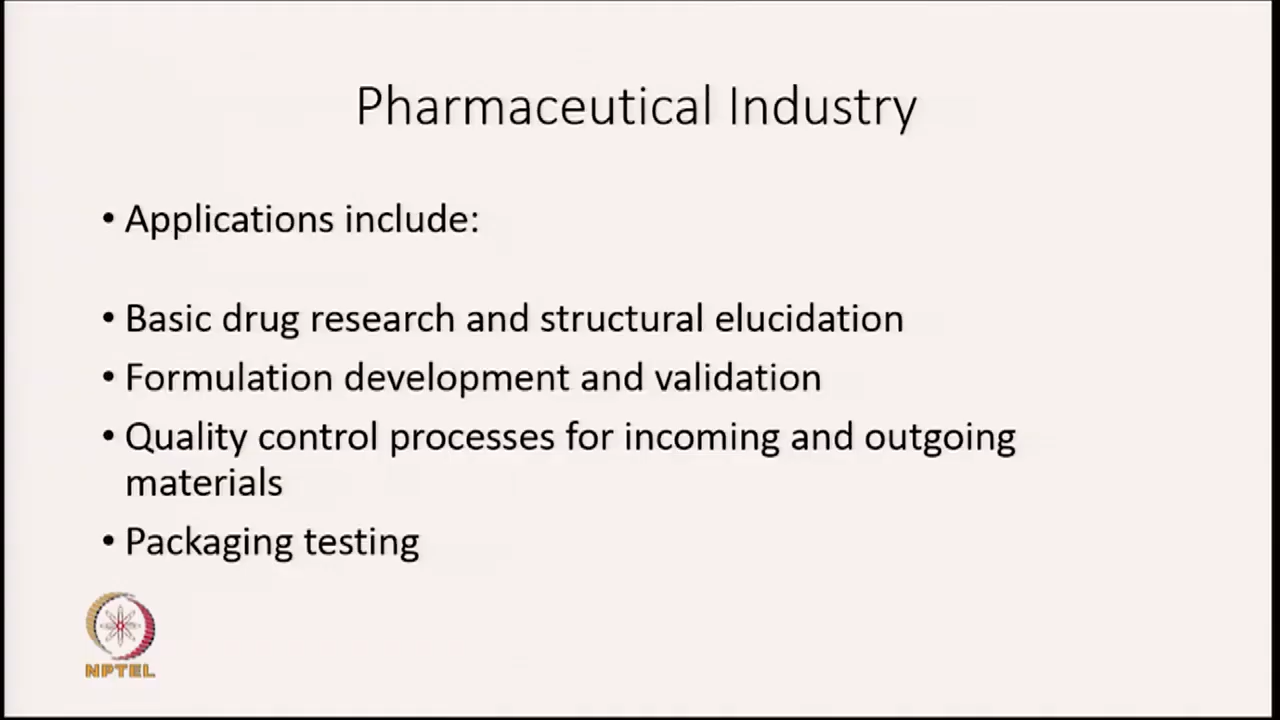 Pharmaceutical Industry
• Applications include:
• Basic drug research and structural elucidation
• Formulation development and validation
• Quality control processes for incoming and outgoing
materials
• Packaging testing
NPTEL